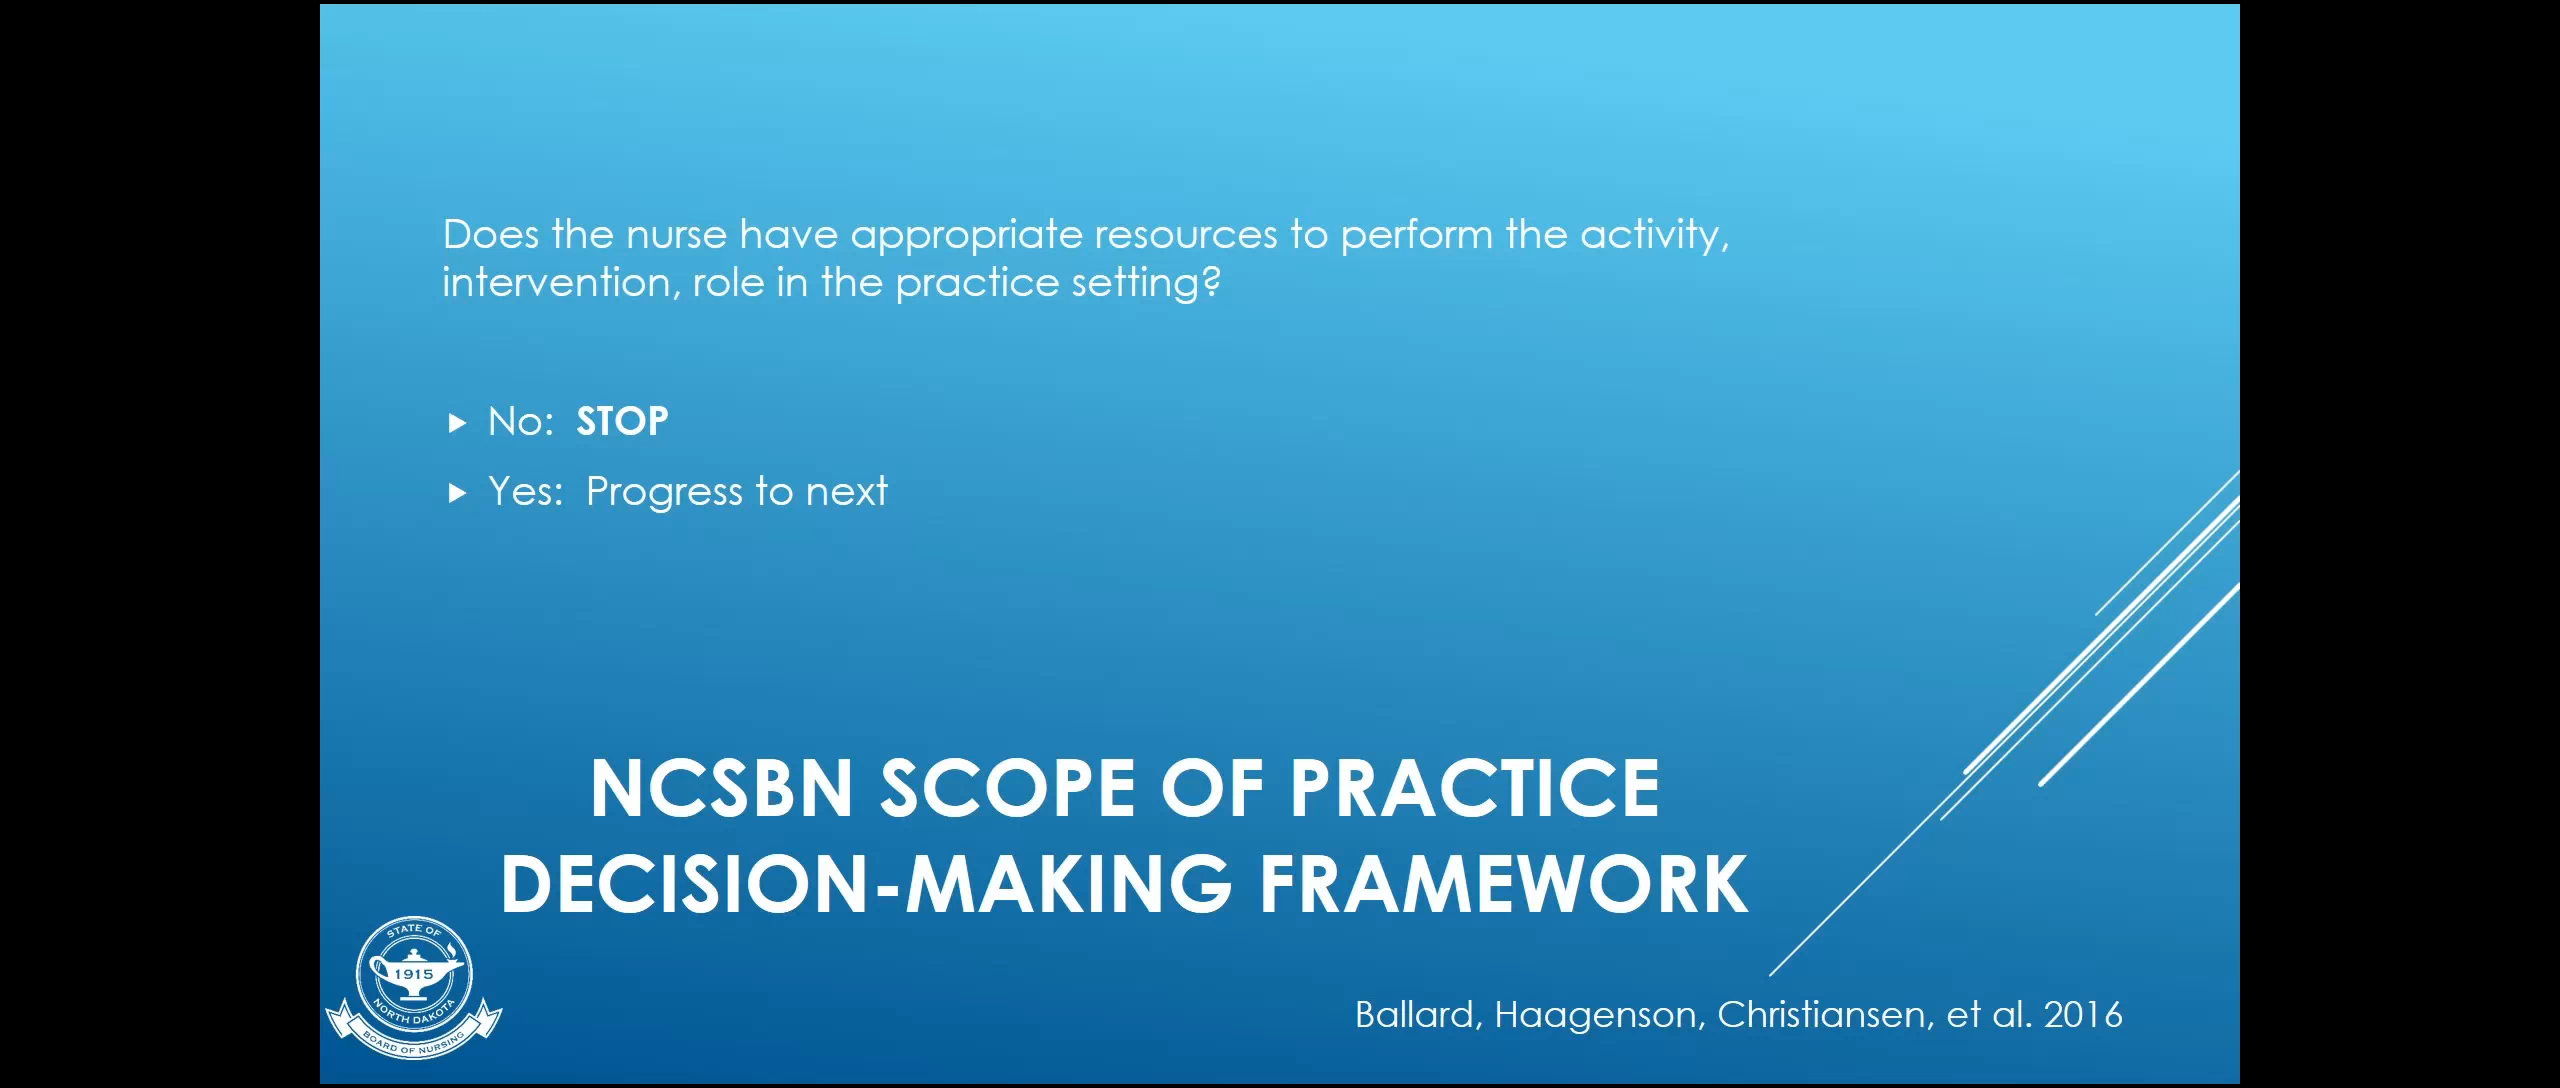 Does the nurse have appropriate resources to perform the activity,
intervention, role in the practice setting?
No: STOP
Yes: Progress to next
NCSBN SCOPE OF PRACTICE
DECISION-MAKING FRAMEWORK
STATE OF
1915
NORTH DAKOTA
BOARD OF NURSING
Ballard, Haagenson, Christiansen, et al. 2016